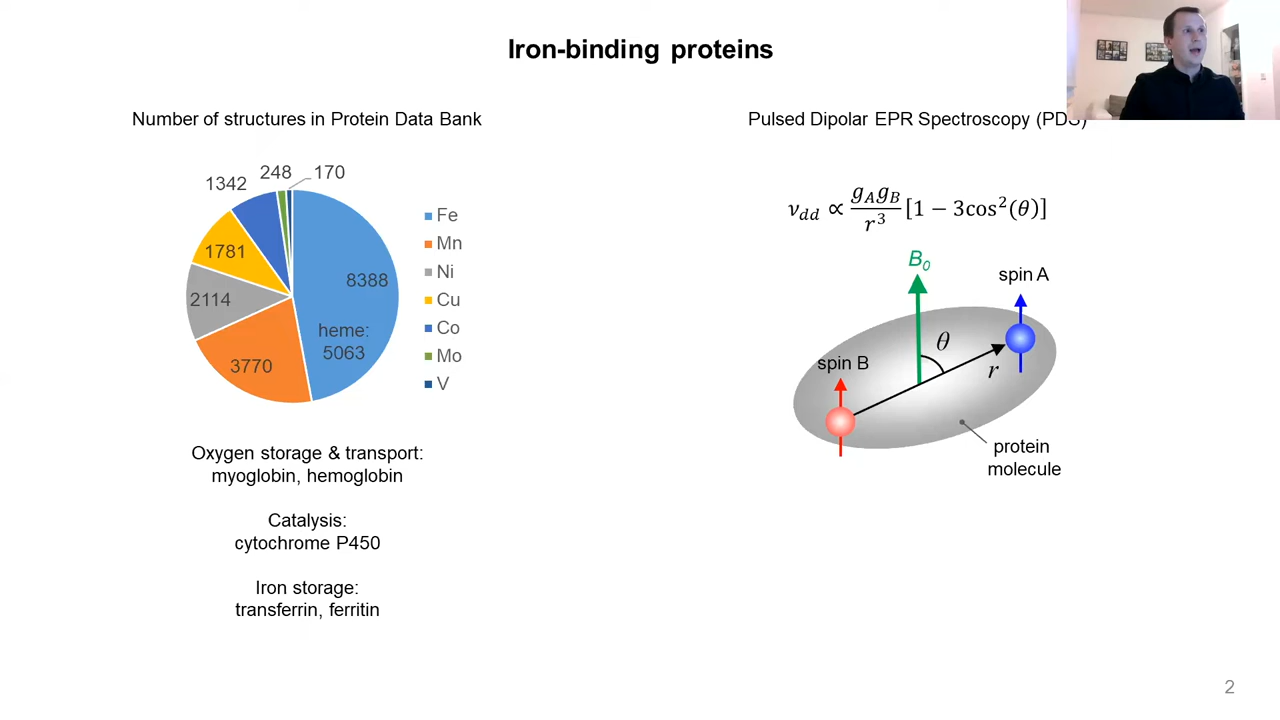 Iron-binding proteins
Number of structures in Protein Data Bank
248
170
1342
1781
2114
3770
8388
heme:
5063
Fe
Mn
Ni
Cu
Co
Mo
V
Oxygen storage & transport:
myoglobin, hemoglobin
Catalysis:
cytochrome P450
Iron storage:
transferrin, ferritin
Pulsed Dipolar EPR Spectroscopy (PDS)
ν_dd ∝ g_A g_B / r³ [1 − 3cos²(θ)]
B₀
spin A
θ
spin B
r
protein
molecule
2